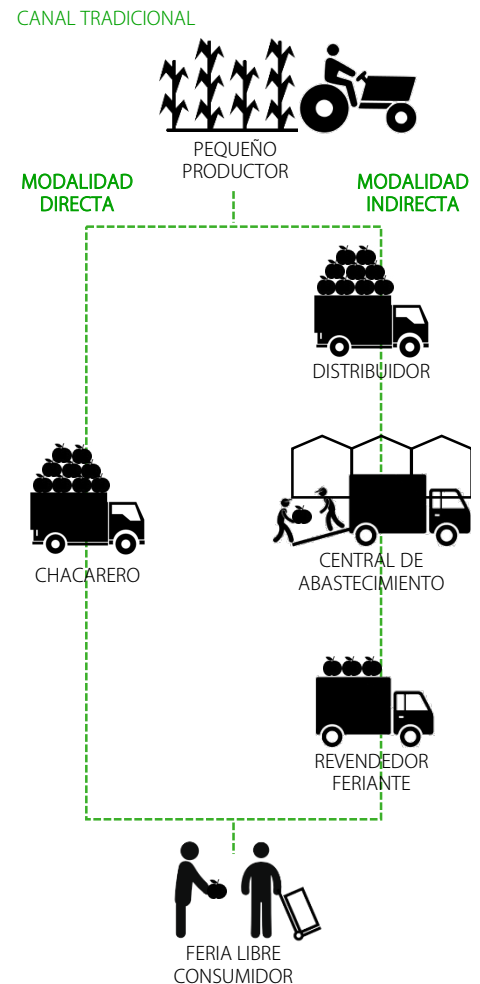 CANAL TRADICIONAL
PEQUEÑO
PRODUCTOR
MODALIDAD
DIRECTA
MODALIDAD
INDIRECTA
DISTRIBUIDOR
CHACARERO
CENTRAL DE
ABASTECIMIENTO
REVENDEDOR
FERIANTE
FERIA LIBRE
CONSUMIDOR